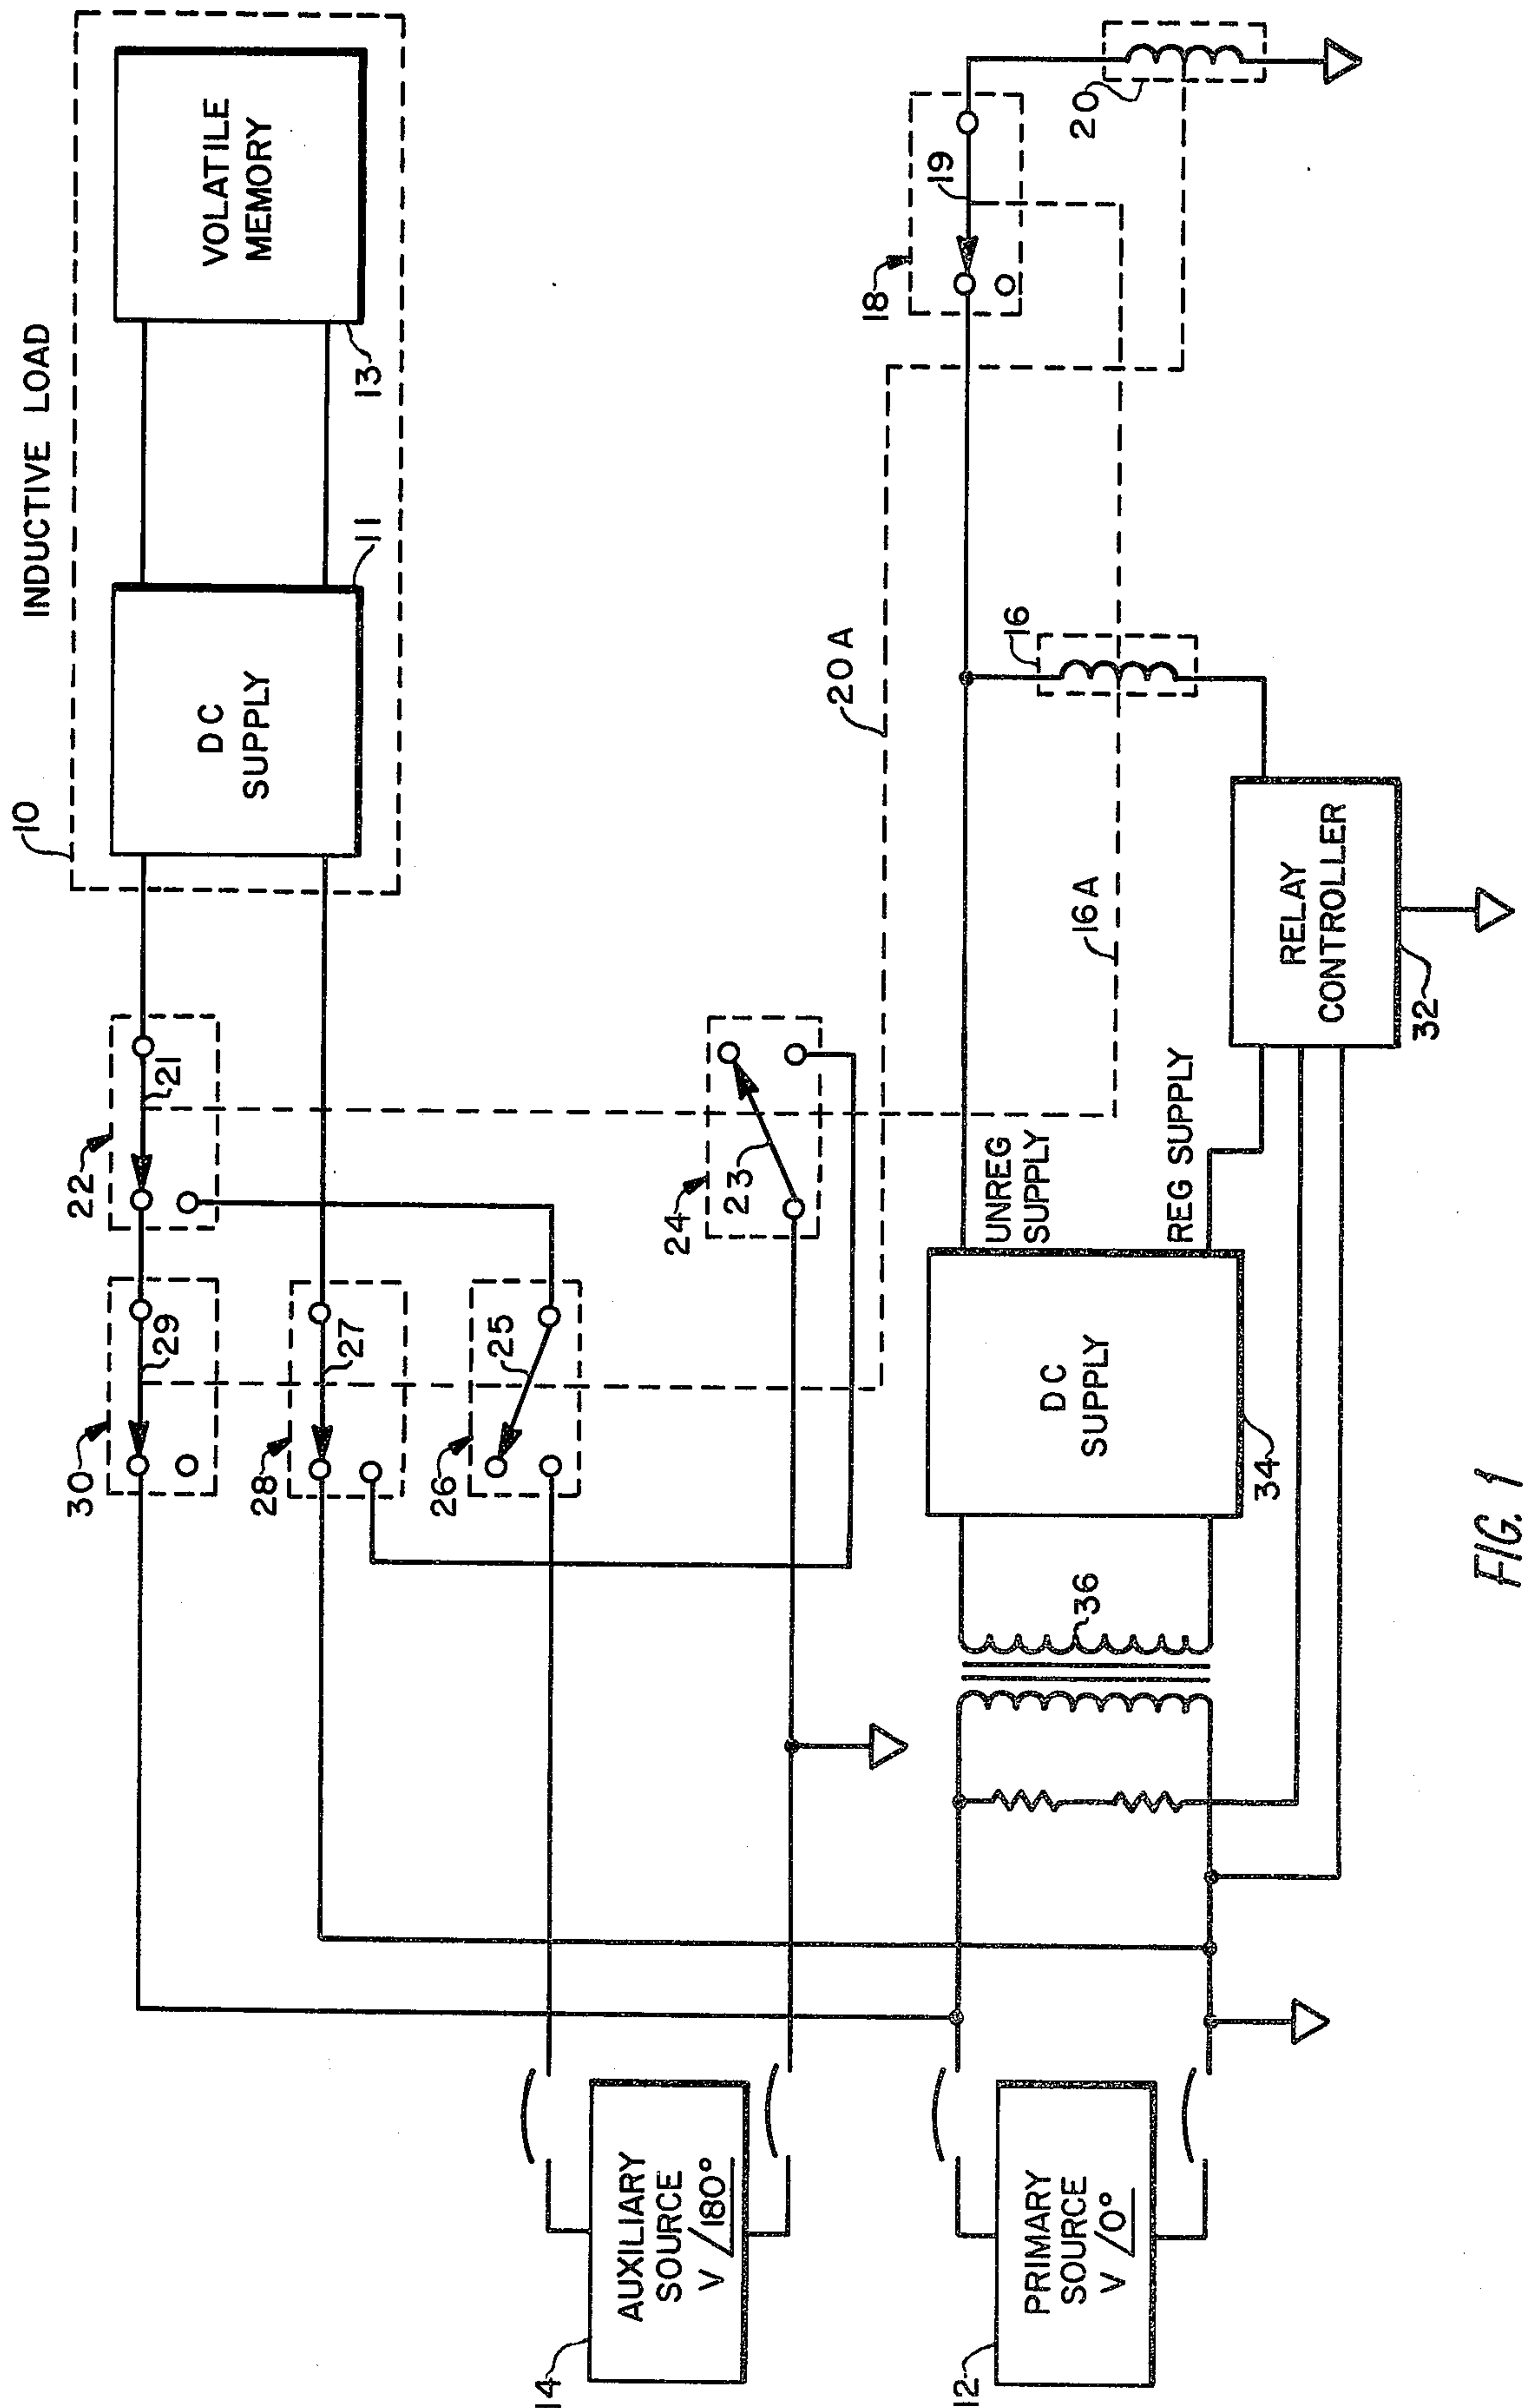 INDUCTIVE LOAD
10
VOLATILE
MEMORY
13
DC
SUPPLY
11
22
21
30
29
28
27
26
25
24
23
20A
16A
16
18
19
20
UNREG
SUPPLY
REG SUPPLY
RELAY
CONTROLLER
32
DC
SUPPLY
34
36
AUXILIARY
SOURCE
V /180°
14
PRIMARY
SOURCE
V /0°
12
FIG. 1